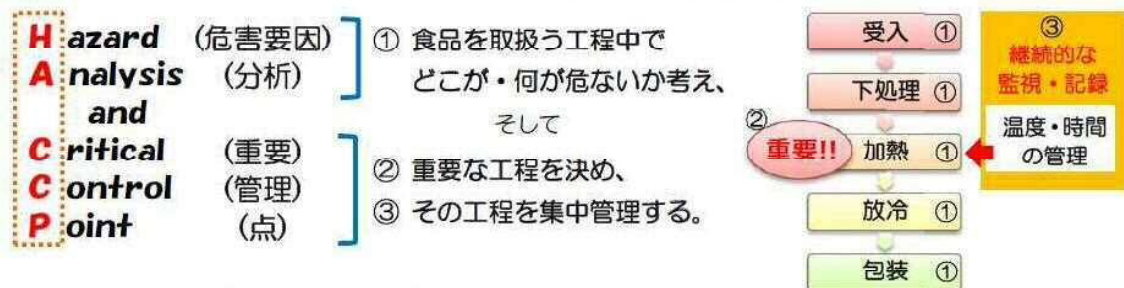 Hazard (危害要因)
Analysis (分析)
and
Critical (重要)
Control (管理)
Point (点)
① 食品を取扱う工程中で
どこが・何が危ないか考え、
そして
② 重要な工程を決め、
③ その工程を集中管理する。
受入 ①
下処理 ①
②
重要!!
加熱 ①
放冷 ①
包装 ①
③
継続的な
監視・記録
温度・時間
の管理